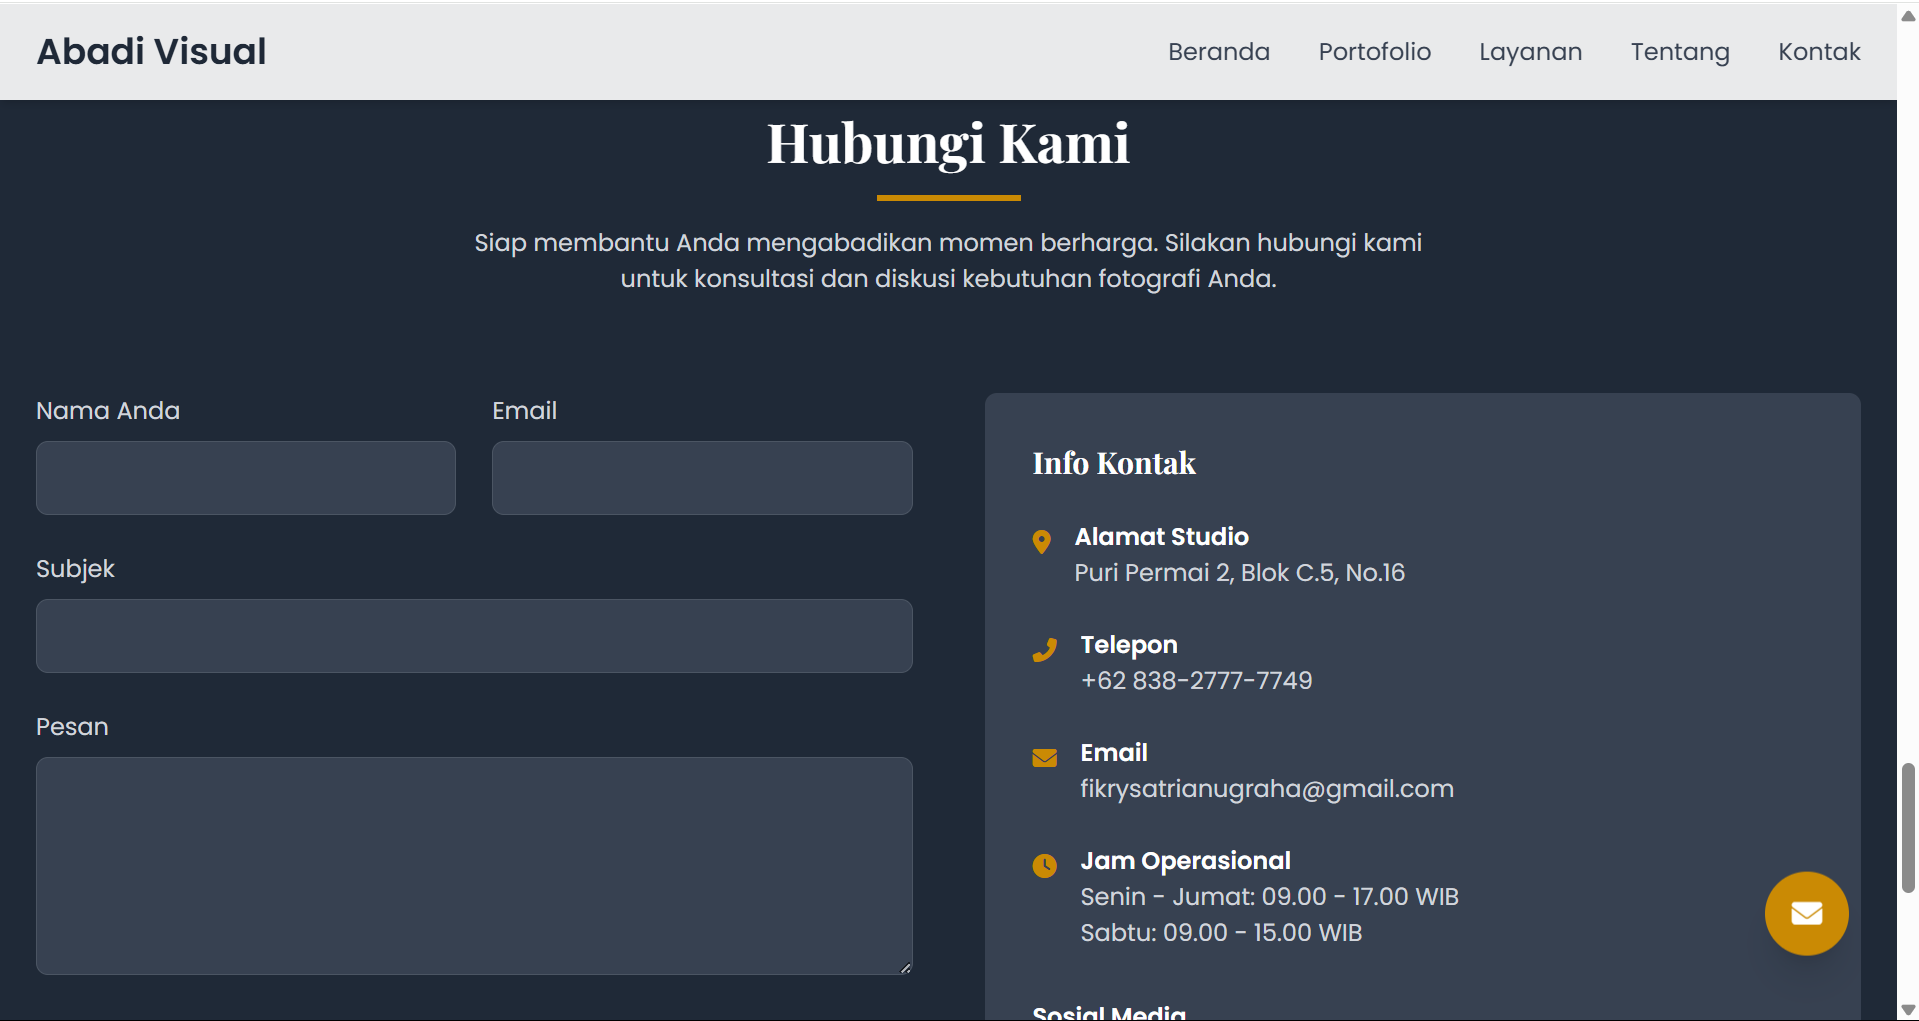 Abadi Visual
Beranda
Portofolio
Layanan
Tentang
Kontak
Hubungi Kami
Siap membantu Anda mengabadikan momen berharga. Silakan hubungi kami
untuk konsultasi dan diskusi kebutuhan fotografi Anda.
Nama Anda
Email
Subjek
Pesan
Info Kontak
Alamat Studio
Puri Permai 2, Blok C.5, No.16
Telepon
+62 838-2777-7749
Email
fikrysatrianugraha@gmail.com
Jam Operasional
Senin - Jumat: 09.00 - 17.00 WIB
Sabtu: 09.00 - 15.00 WIB
Sosial Media